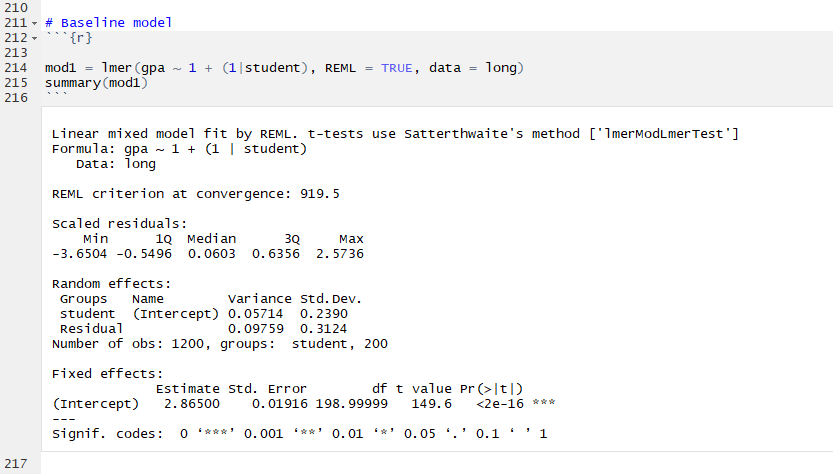 210
211 # Baseline model
212 ```{r}
213
214 mod1 = lmer(gpa ~ 1 + (1|student), REML = TRUE, data = long)
215 summary(mod1)
216 ```
Linear mixed model fit by REML. t-tests use Satterthwaite's method ['lmerModLmerTest']
Formula: gpa ~ 1 + (1 | student)
   Data: long
REML criterion at convergence: 919.5
Scaled residuals:
    Min      1Q  Median      3Q     Max
-3.6504 -0.5496  0.0603  0.6356  2.5736
Random effects:
 Groups   Name        Variance Std.Dev.
 student  (Intercept) 0.05714  0.2390
 Residual             0.09759  0.3124
Number of obs: 1200, groups:  student, 200
Fixed effects:
             Estimate Std. Error        df t value Pr(>|t|)
(Intercept)   2.86500    0.01916 198.99999   149.6   <2e-16 ***
---
Signif. codes:  0 ‘***’ 0.001 ‘**’ 0.01 ‘*’ 0.05 ‘.’ 0.1 ‘ ’ 1
217